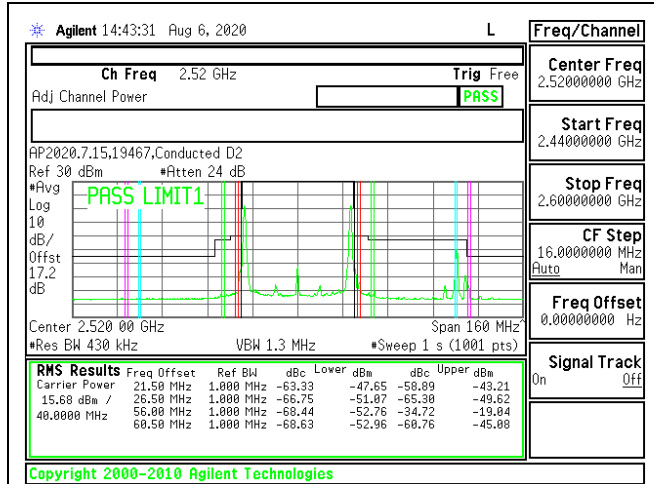 Agilent 14:43:31 Aug 6, 2020 L
Freq/Channel
Ch Freq 2.52 GHz Trig Free
Adj Channel Power PASS
Center Freq
2.52000000 GHz
Start Freq
2.44000000 GHz
Stop Freq
2.60000000 GHz
CF Step
16.0000000 MHz
Auto Man
Freq Offset
0.00000000 Hz
Signal Track
On Off
AP2020.7.15,19467,Conducted D2
Ref 30 dBm #Atten 24 dB
#Avg
Log
10
dB/
Offst
17.2
dB
PASS LIMIT1
Center 2.520 00 GHz Span 160 MHz^
#Res BW 430 kHz VBW 1.3 MHz #Sweep 1 s (1001 pts)
RMS Results Freq Offset Ref BW dBc Lower dBm dBc Upper dBm
Carrier Power 21.50 MHz 1.000 MHz -63.33 -47.65 -58.89 -43.21
15.68 dBm / 26.50 MHz 1.000 MHz -66.75 -51.07 -65.30 -49.62
40.0000 MHz 56.00 MHz 1.000 MHz -68.44 -52.76 -34.72 -19.04
60.50 MHz 1.000 MHz -68.63 -52.96 -60.76 -45.08
Copyright 2000-2010 Agilent Technologies